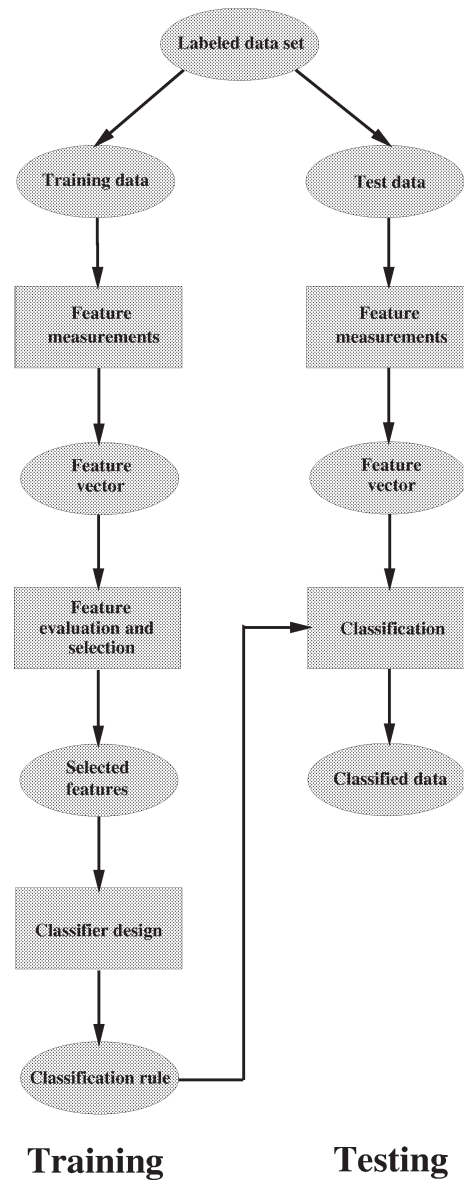 Labeled data set
Training data
Test data
Feature
measurements
Feature
measurements
Feature
vector
Feature
vector
Feature
evaluation and
selection
Classification
Selected
features
Classified data
Classifier design
Classification rule
Training
Testing